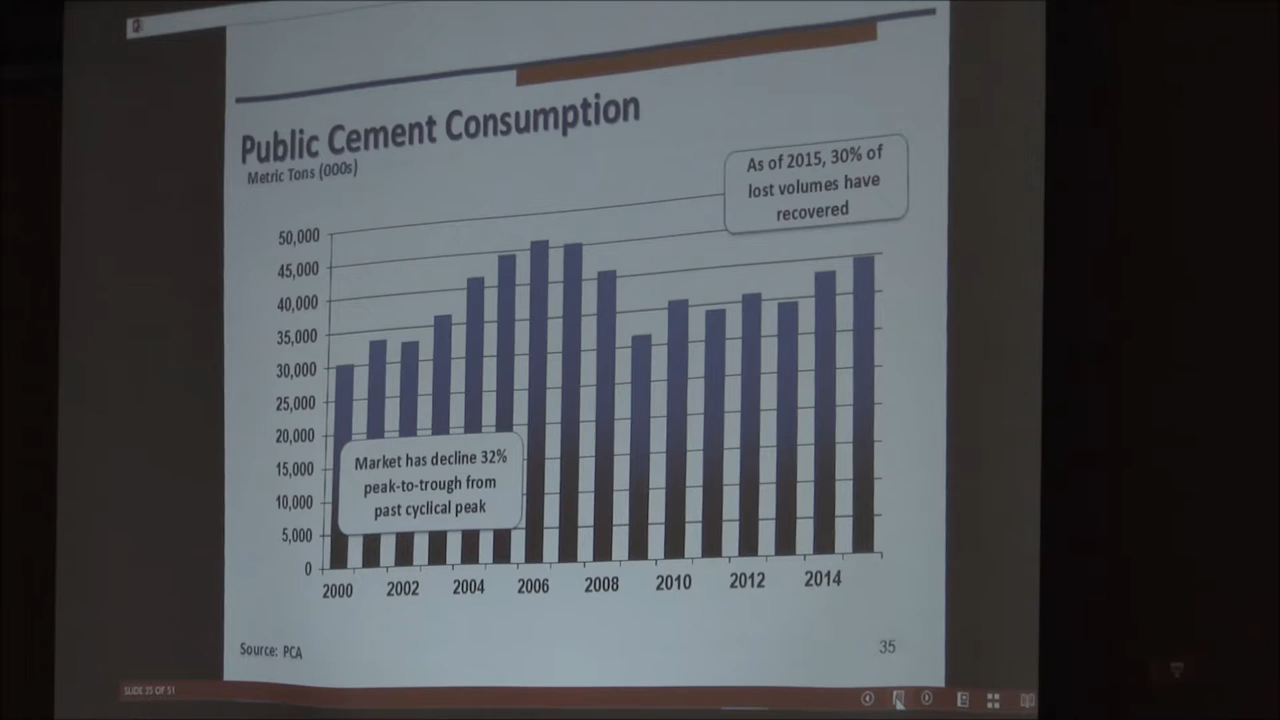 Public Cement Consumption
Metric Tons (000s)
As of 2015, 30% of
lost volumes have
recovered
50,000
45,000
40,000
35,000
30,000
25,000
20,000
15,000
10,000
5,000
0
Market has decline 32%
peak-to-trough from
past cyclical peak
2000 2002 2004 2006 2008 2010 2012 2014
Source: PCA
35
SLIDE 35 OF 51